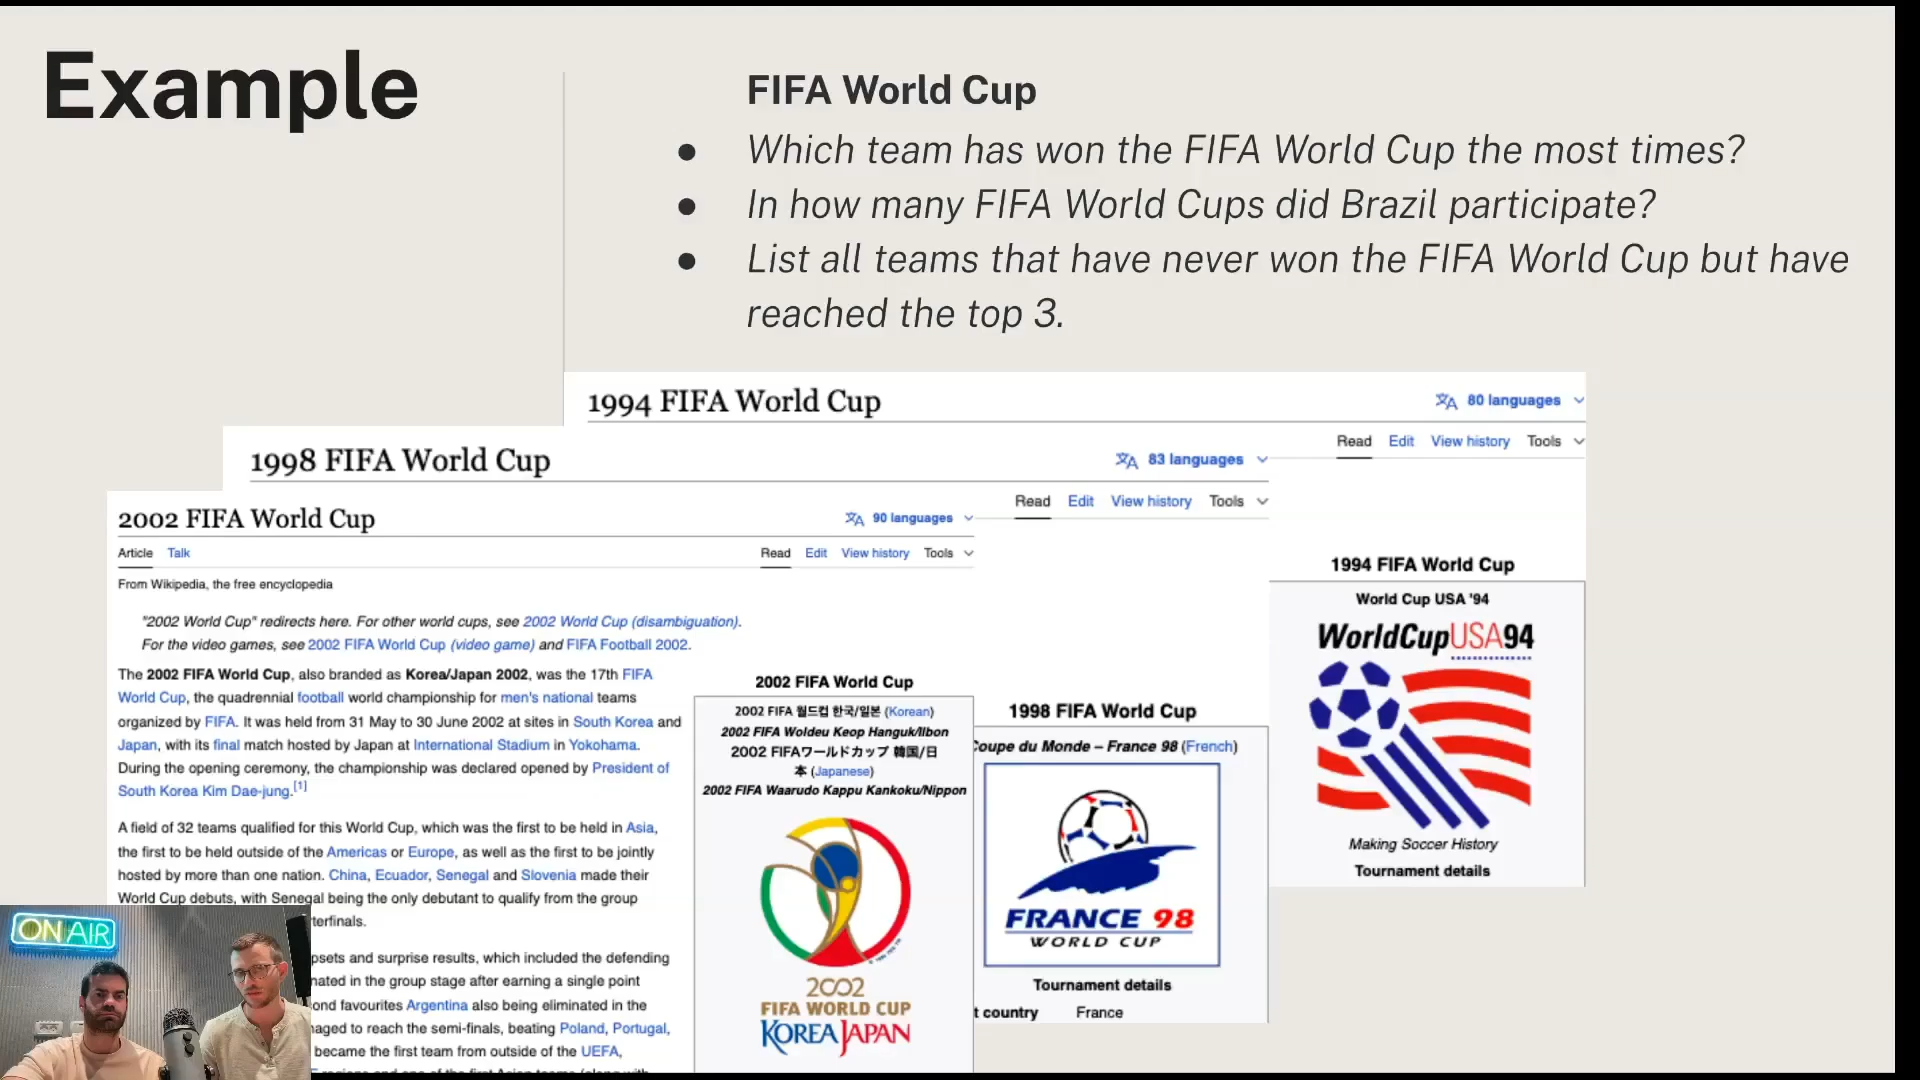 Example
FIFA World Cup
● Which team has won the FIFA World Cup the most times?
● In how many FIFA World Cups did Brazil participate?
● List all teams that have never won the FIFA World Cup but have
reached the top 3.
1994 FIFA World Cup
80 languages
Read Edit View history Tools
1994 FIFA World Cup
World Cup USA '94
WorldCupUSA94
Making Soccer History
Tournament details
1998 FIFA World Cup
83 languages
Read Edit View history Tools
1998 FIFA World Cup
Coupe du Monde – France 98 (French)
FRANCE 98
WORLD CUP
Tournament details
t country France
2002 FIFA World Cup
90 languages
Article Talk
Read Edit View history Tools
From Wikipedia, the free encyclopedia
"2002 World Cup" redirects here. For other world cups, see 2002 World Cup (disambiguation).
For the video games, see 2002 FIFA World Cup (video game) and FIFA Football 2002.
The 2002 FIFA World Cup, also branded as Korea/Japan 2002, was the 17th FIFA
World Cup, the quadrennial football world championship for men's national teams
organized by FIFA. It was held from 31 May to 30 June 2002 at sites in South Korea and
Japan, with its final match hosted by Japan at International Stadium in Yokohama.
During the opening ceremony, the championship was declared opened by President of
South Korea Kim Dae-jung.[1]
A field of 32 teams qualified for this World Cup, which was the first to be held in Asia,
the first to be held outside of the Americas or Europe, as well as the first to be jointly
hosted by more than one nation. China, Ecuador, Senegal and Slovenia made their
World Cup debuts, with Senegal being the only debutant to qualify from the group
terfinals.
psets and surprise results, which included the defending
nated in the group stage after earning a single point
ond favourites Argentina also being eliminated in the
naged to reach the semi-finals, beating Poland, Portugal,
became the first team from outside of the UEFA,
2002 FIFA World Cup
2002 FIFA 월드컵 한국/일본 (Korean)
2002 FIFA Woldeu Keop Hanguk/Ilbon
2002 FIFAワールドカップ 韓国/日
本 (Japanese)
2002 FIFA Waarudo Kappu Kankoku/Nippon
2002
FIFA WORLD CUP
KOREA JAPAN
ON AIR